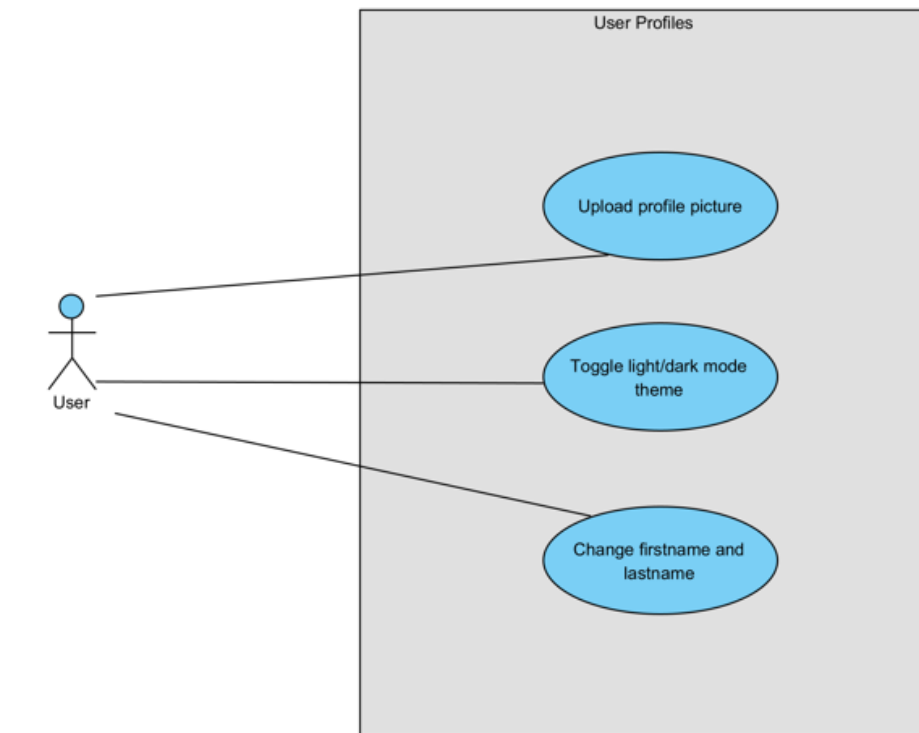 User Profiles
Upload profile picture
Toggle light/dark mode
theme
User
Change firstname and
lastname